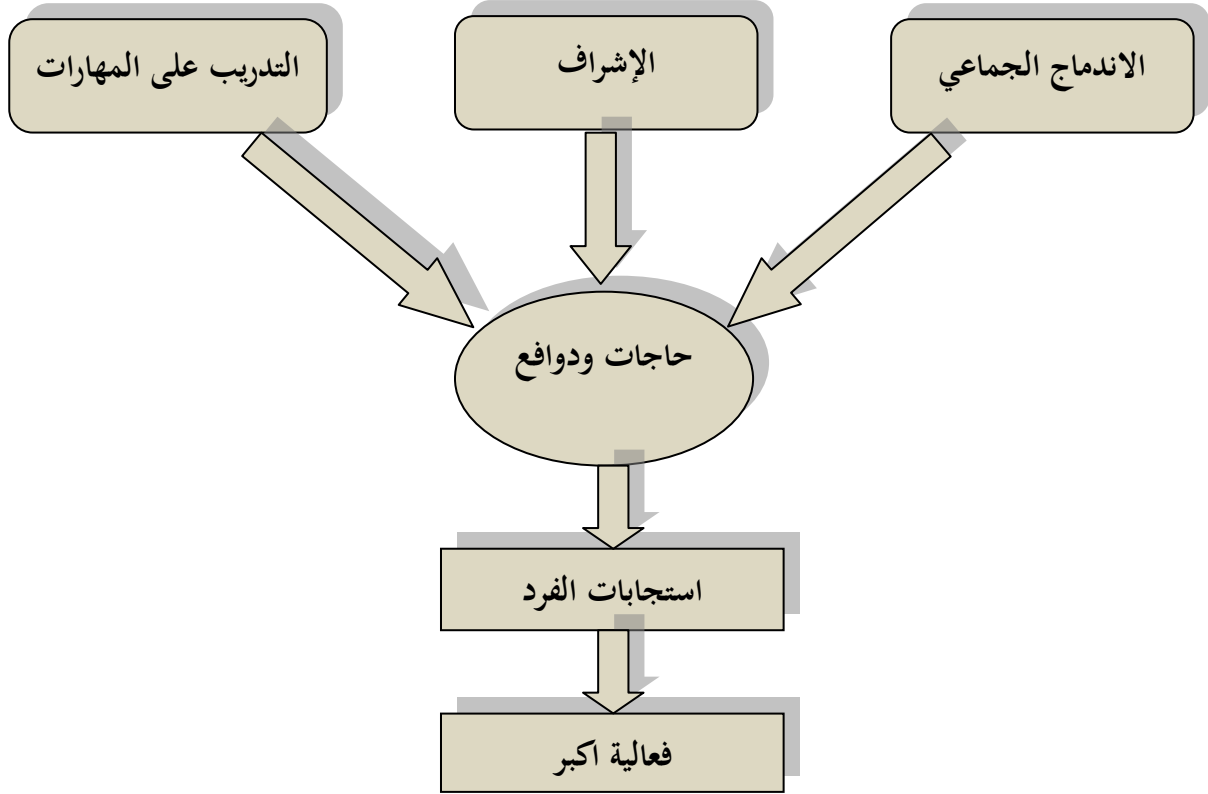 الاندماج الجماعي
الإشراف
التدريب على المهارات
حاجات ودوافع
استجابات الفرد
فعالية اكبر